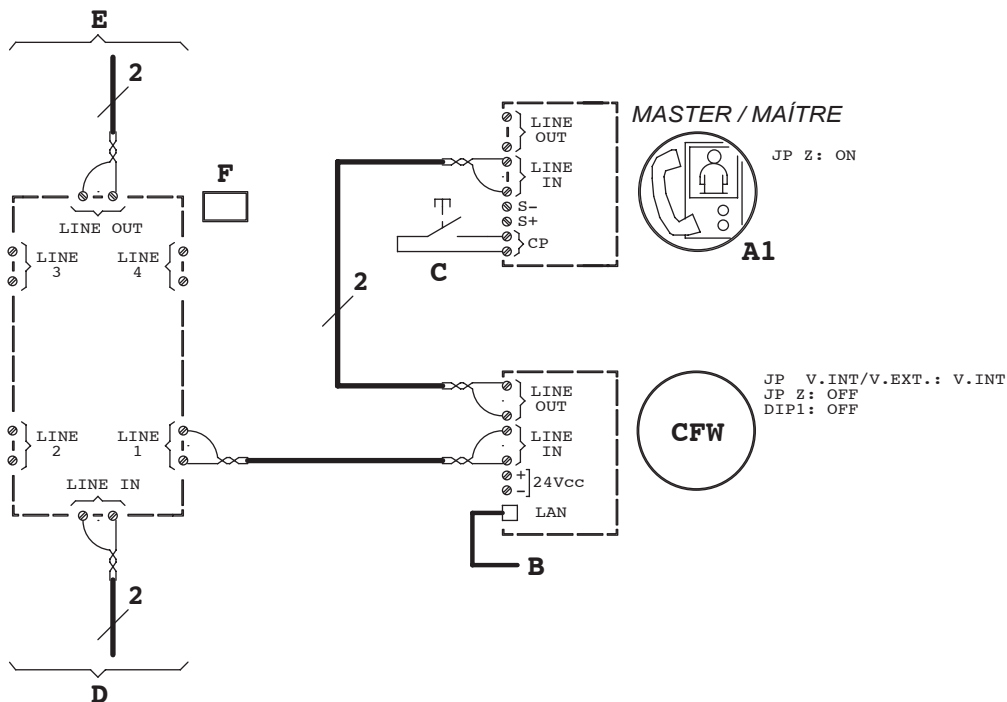 E
2
LINE OUT
LINE
3
LINE
4
LINE
2
LINE
1
LINE IN
2
D
F
2
LINE
OUT
LINE
IN
S-
S+
CP
C
MASTER / MAÍTRE
JP Z: ON
A1
LINE
OUT
LINE
IN
+
-
24Vcc
LAN
B
CFW
JP V.INT/V.EXT.: V.INT
JP Z: OFF
DIP1: OFF